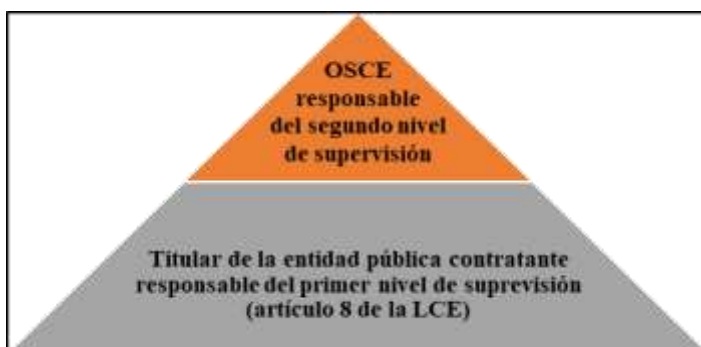 OSCE
responsable
del segundo nivel
de supervisión
Titular de la entidad pública contratante
responsable del primer nivel de suprevisión
(artículo 8 de la LCE)